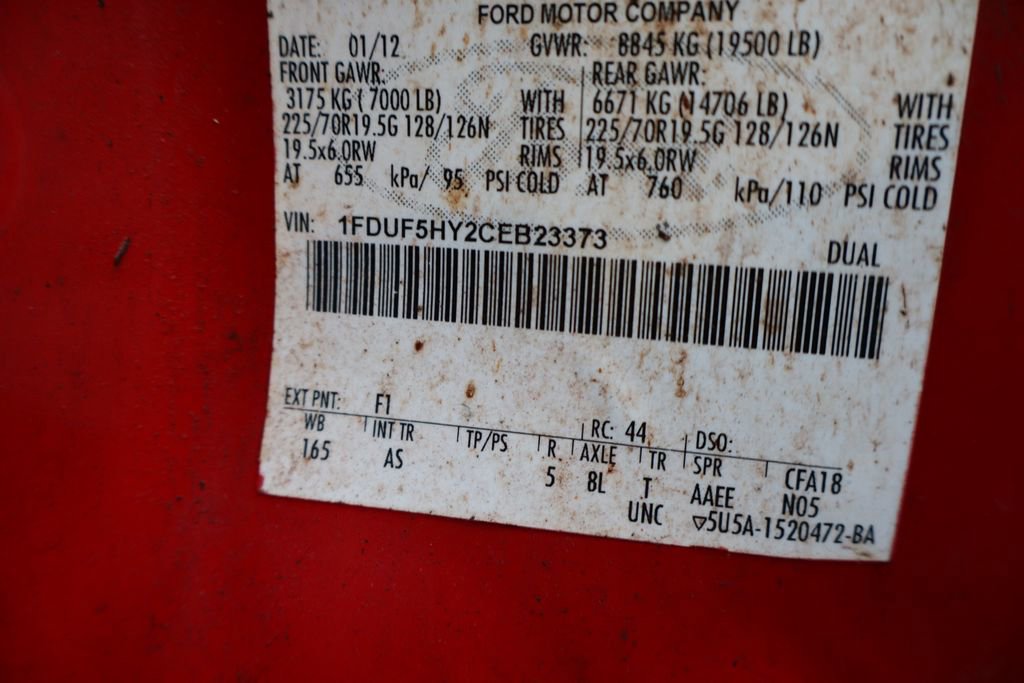 FORD MOTOR COMPANY
DATE: 01/12 GVWR: 8845 KG (19500 LB)
FRONT GAWR: REAR GAWR:
3175 KG ( 7000 LB) WITH 6671 KG (14706 LB) WITH
225/70R19.5G 128/126N TIRES 225/70R19.5G 128/126N TIRES
19.5x6.0RW RIMS 19.5x6.0RW RIMS
AT 655 kPa/ 95 PSI COLD AT 760 kPa/110 PSI COLD
VIN: 1FDUF5HY2CEB23373
DUAL
EXT PNT: F1 RC: 44 DSO:
WB INT TR TP/PS R AXLE TR SPR CFA18
165 AS 5 8L T AAEE N05
UNC ▽5U5A-1520472-BA